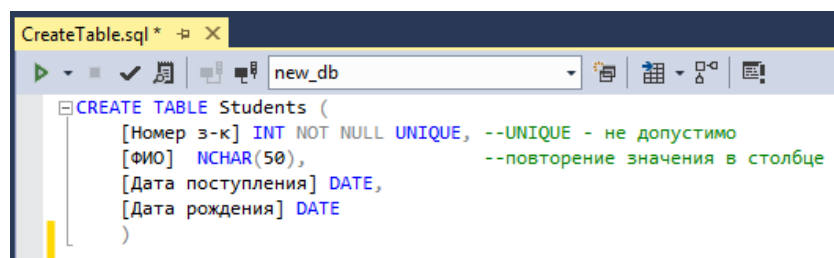 CreateTable.sql*
new_db
CREATE TABLE Students (
[Номер з-к] INT NOT NULL UNIQUE, --UNIQUE - не допустимо
[ФИО] NCHAR(50), --повторение значения в столбце
[Дата поступления] DATE,
[Дата рождения] DATE
)